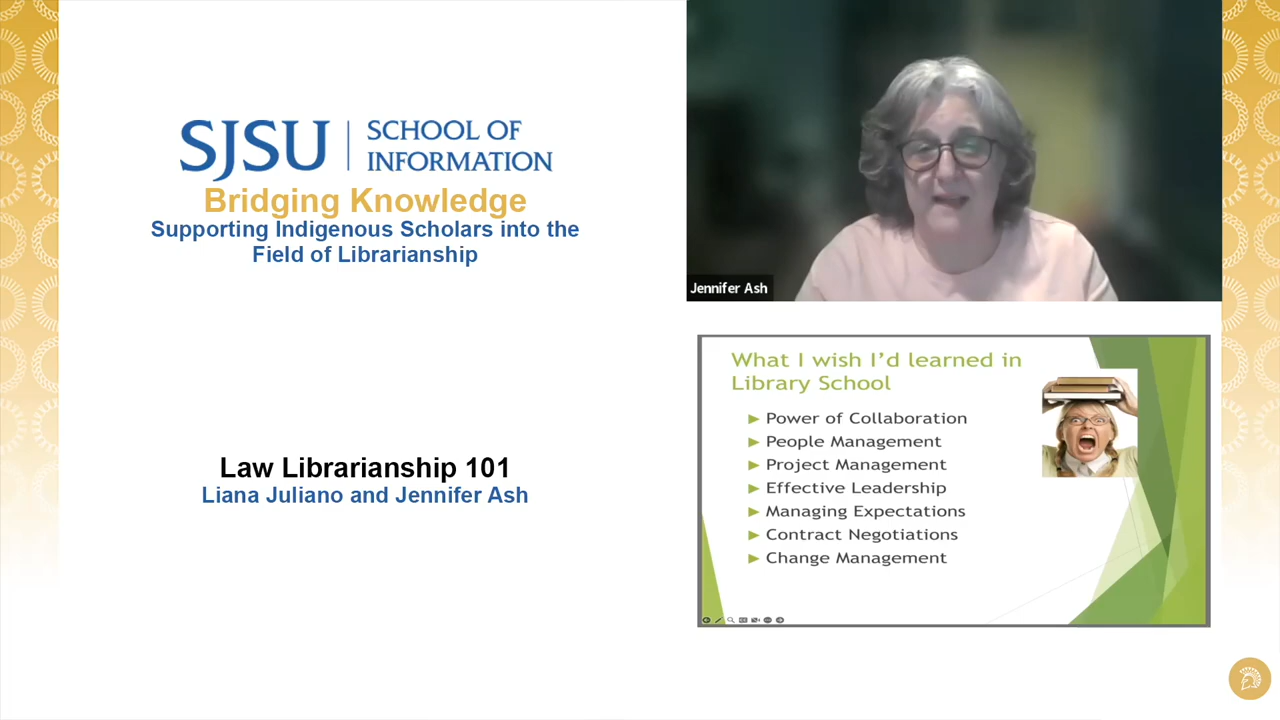 SJSU
SCHOOL OF
INFORMATION
Bridging Knowledge
Supporting Indigenous Scholars into the
Field of Librarianship
Law Librarianship 101
Liana Juliano and Jennifer Ash
Jennifer Ash
What I wish I'd learned in
Library School
Power of Collaboration
People Management
Project Management
Effective Leadership
Managing Expectations
Contract Negotiations
Change Management